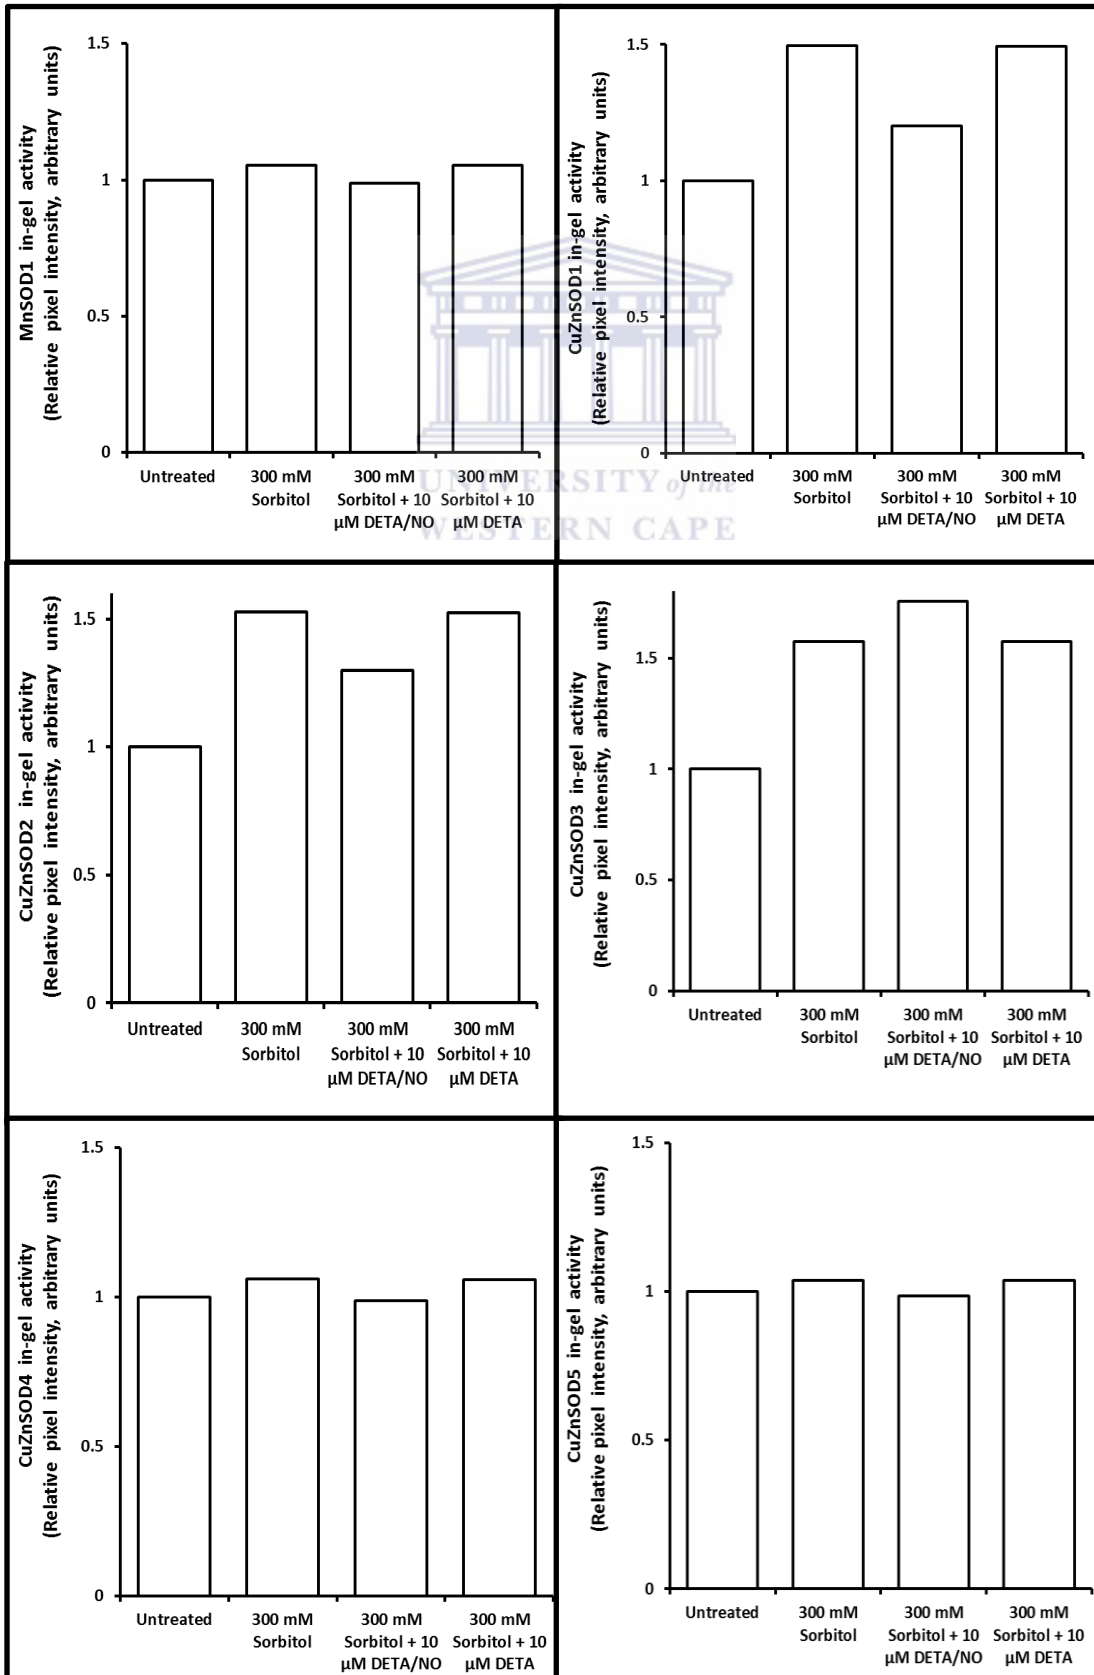 MnSOD1 in-gel activity
(Relative pixel intensity, arbitrary units)
1.5
1
0.5
0
Untreated
300 mM
Sorbitol
300 mM
Sorbitol + 10
µM DETA/NO
300 mM
Sorbitol + 10
µM DETA
CuZnSOD1 in-gel activity
(Relative pixel intensity, arbitrary units)
1.5
1
0.5
0
Untreated
300 mM
Sorbitol
300 mM
Sorbitol + 10
µM DETA/NO
300 mM
Sorbitol + 10
µM DETA
UNIVERSITY of the
WESTERN CAPE
CuZnSOD2 in-gel activity
(Relative pixel intensity, arbitrary units)
1.5
1
0.5
0
Untreated
300 mM
Sorbitol
300 mM
Sorbitol + 10
µM DETA/NO
300 mM
Sorbitol + 10
µM DETA
CuZnSOD3 in-gel activity
(Relative pixel intensity, arbitrary units)
1.5
1
0.5
0
Untreated
300 mM
Sorbitol
300 mM
Sorbitol + 10
µM DETA/NO
300 mM
Sorbitol + 10
µM DETA
CuZnSOD4 in-gel activity
(Relative pixel intensity, arbitrary units)
1.5
1
0.5
0
Untreated
300 mM
Sorbitol
300 mM
Sorbitol + 10
µM DETA/NO
300 mM
Sorbitol + 10
µM DETA
CuZnSOD5 in-gel activity
(Relative pixel intensity, arbitrary units)
1.5
1
0.5
0
Untreated
300 mM
Sorbitol
300 mM
Sorbitol + 10
µM DETA/NO
300 mM
Sorbitol + 10
µM DETA